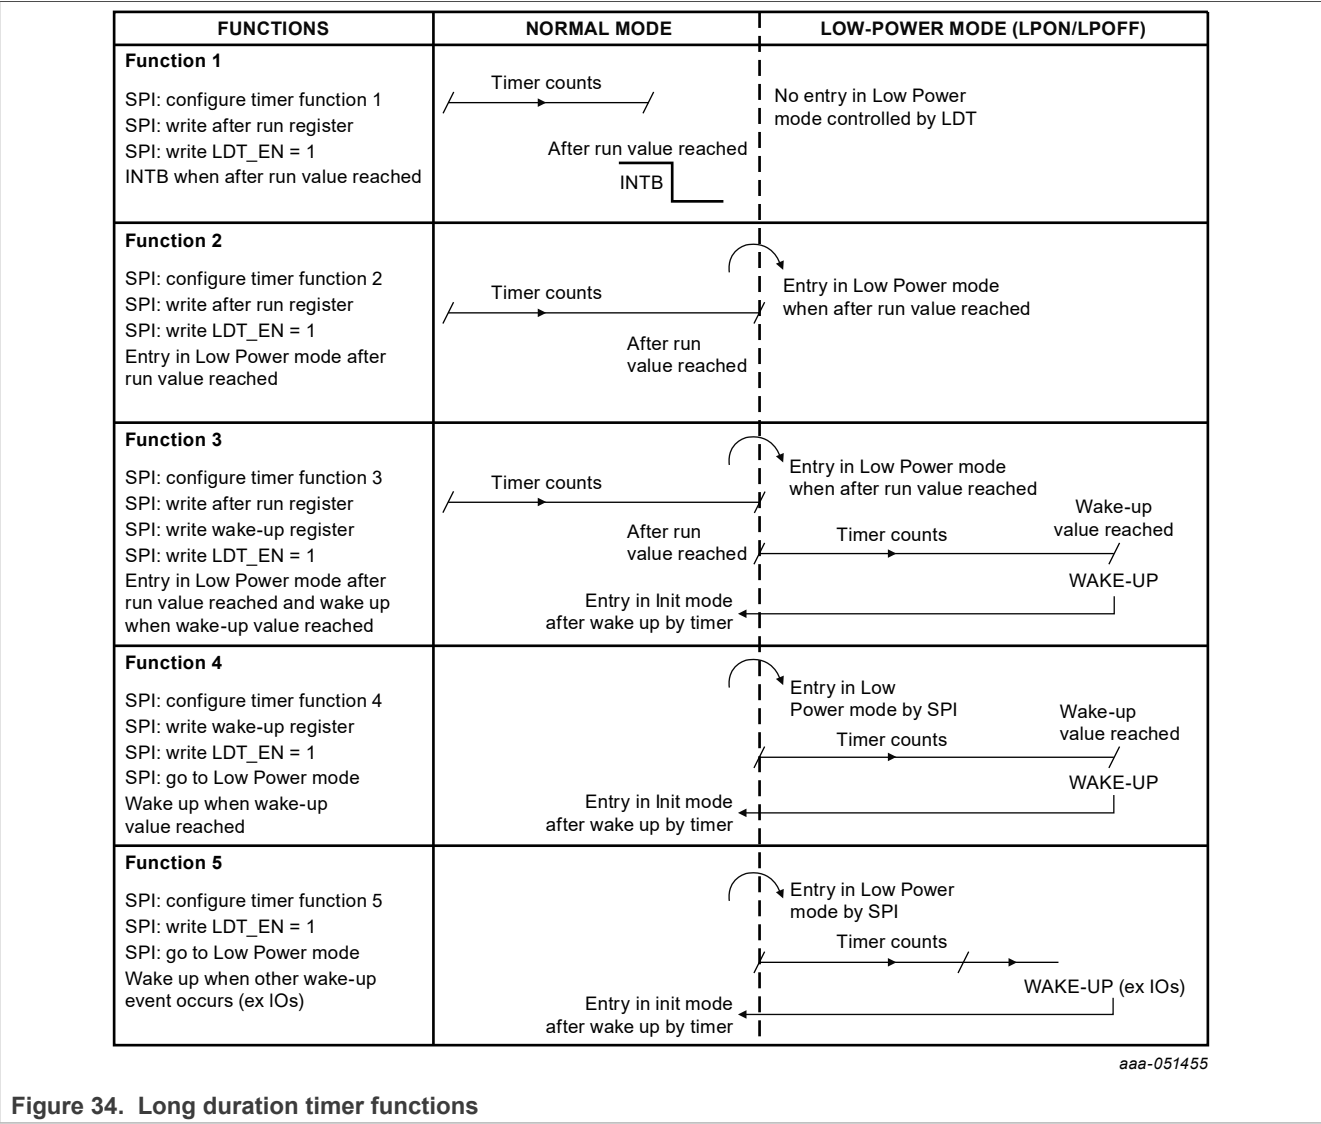 FUNCTIONS
NORMAL MODE
LOW-POWER MODE (LPON/LPOFF)
Function 1
SPI: configure timer function 1
SPI: write after run register
SPI: write LDT_EN = 1
INTB when after run value reached
Timer counts
After run value reached
INTB
No entry in Low Power
mode controlled by LDT
Function 2
SPI: configure timer function 2
SPI: write after run register
SPI: write LDT_EN = 1
Entry in Low Power mode after
run value reached
Timer counts
After run
value reached
Entry in Low Power mode
when after run value reached
Function 3
SPI: configure timer function 3
SPI: write after run register
SPI: write wake-up register
SPI: write LDT_EN = 1
Entry in Low Power mode after
run value reached and wake up
when wake-up value reached
Timer counts
After run
value reached
Entry in Init mode
after wake up by timer
Entry in Low Power mode
when after run value reached
Timer counts
Wake-up
value reached
WAKE-UP
Function 4
SPI: configure timer function 4
SPI: write wake-up register
SPI: write LDT_EN = 1
SPI: go to Low Power mode
Wake up when wake-up
value reached
Entry in Init mode
after wake up by timer
Entry in Low
Power mode by SPI
Timer counts
Wake-up
value reached
WAKE-UP
Function 5
SPI: configure timer function 5
SPI: write LDT_EN = 1
SPI: go to Low Power mode
Wake up when other wake-up
event occurs (ex IOs)
Entry in init mode
after wake up by timer
Entry in Low Power
mode by SPI
Timer counts
WAKE-UP (ex IOs)
aaa-051455
Figure 34. Long duration timer functions